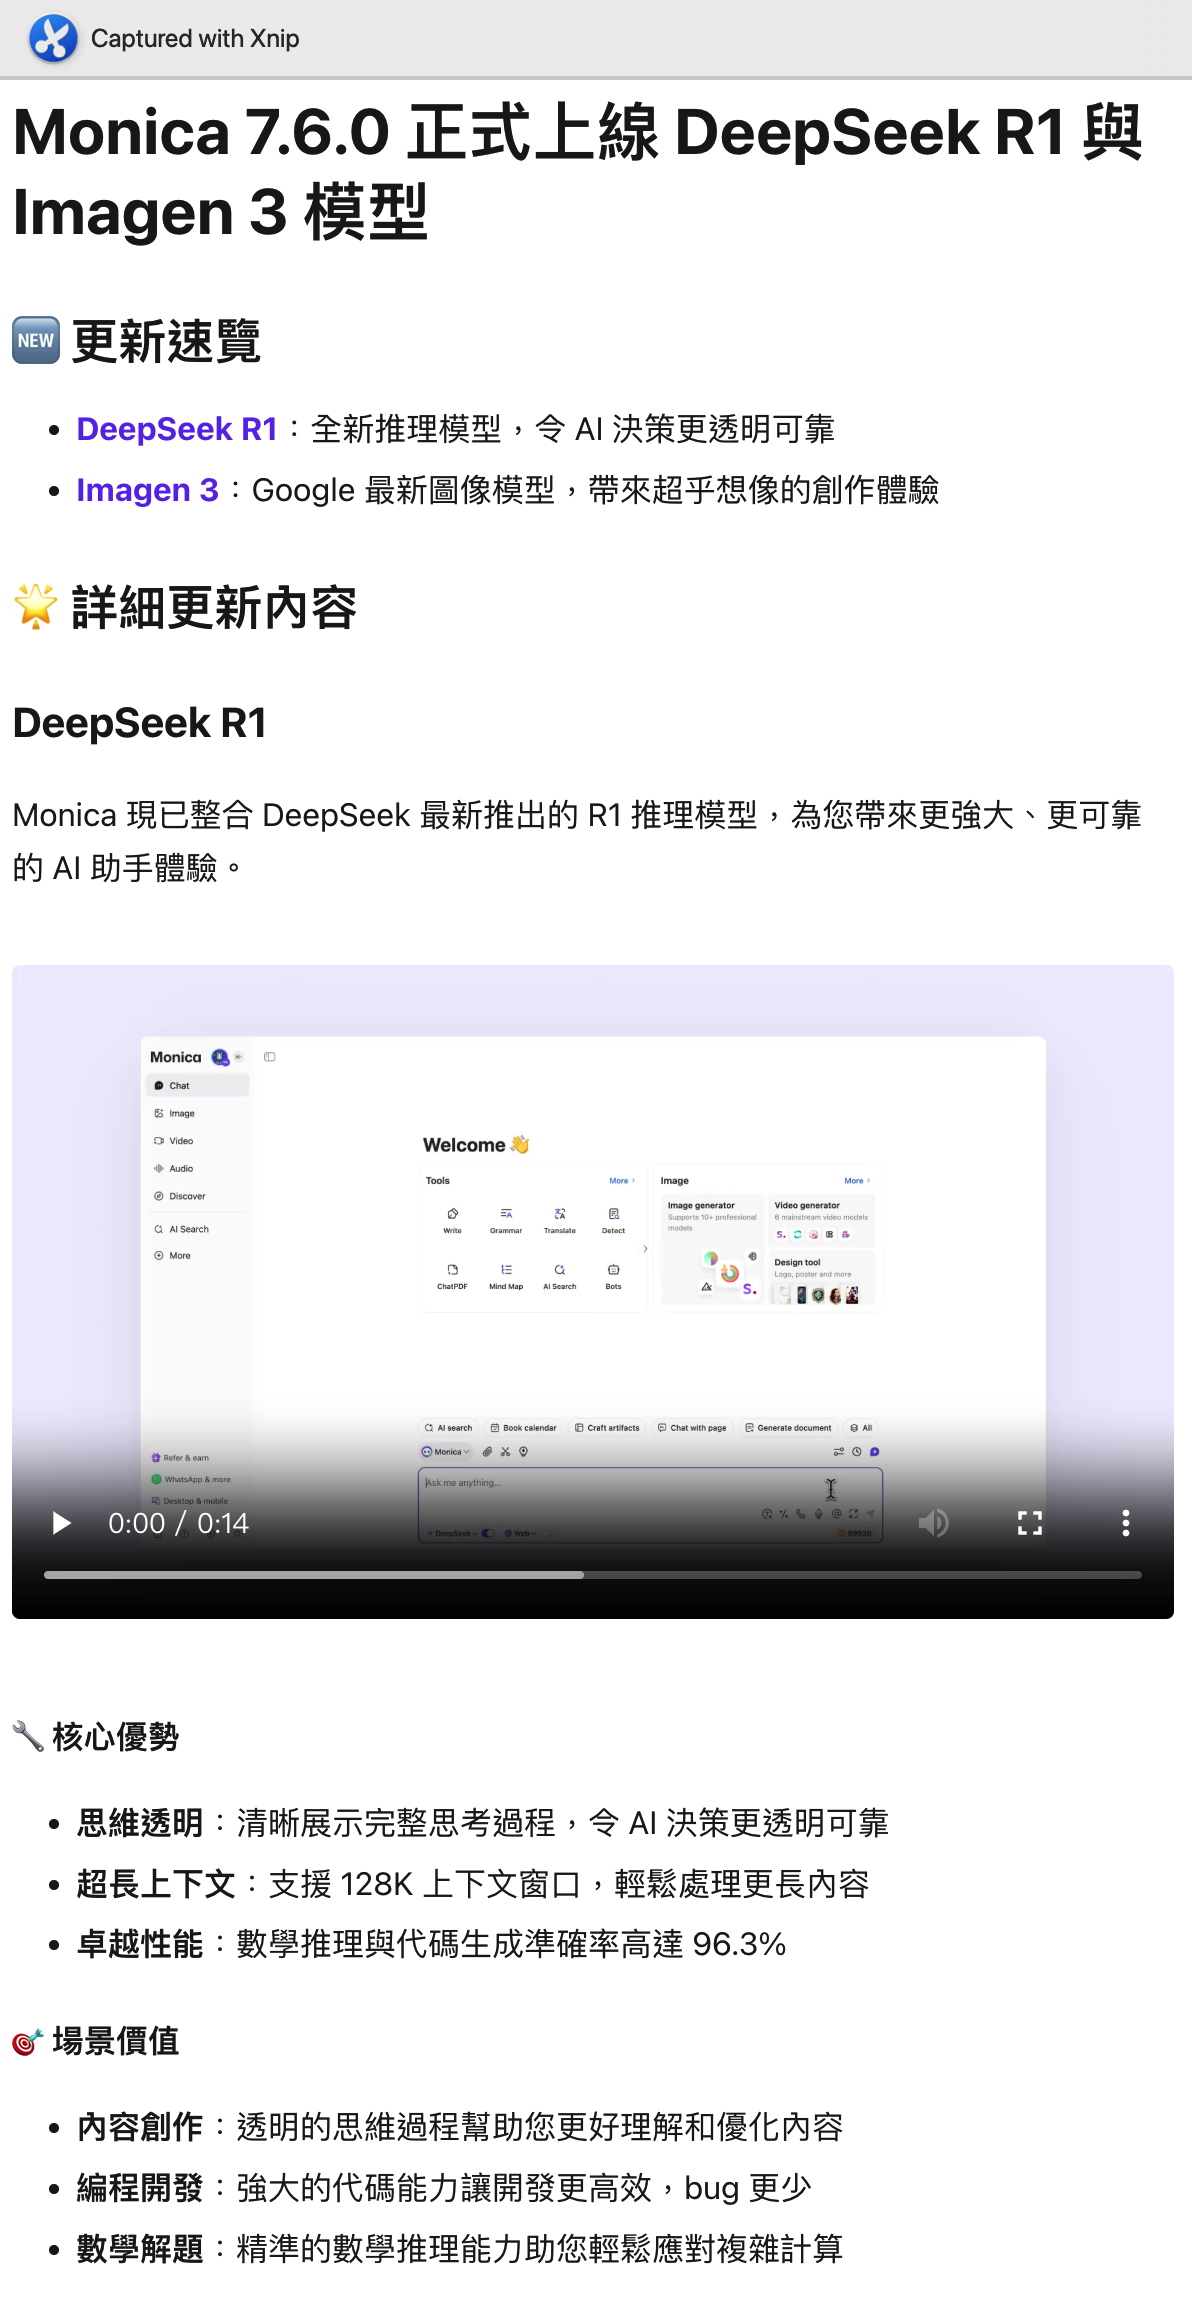 Captured with Xnip
Monica 7.6.0 正式上線 DeepSeek R1 與
Imagen 3 模型
NEW 更新速覽
DeepSeek R1：全新推理模型，令 AI 決策更透明可靠
Imagen 3：Google 最新圖像模型，帶來超乎想像的創作體驗
詳細更新內容
DeepSeek R1
Monica 現已整合 DeepSeek 最新推出的 R1 推理模型，為您帶來更強大、更可靠
的 AI 助手體驗。
Monica
Chat
Image
Video
Audio
Discover
AI Search
More
Welcome
Tools More
Write Grammar Translate Detect
ChatPDF Mind Map AI Search Bots
Image More
Image generator
Supports 10+ professional
models
Video generator
6 mainstream video models
Design tool
Logo, poster and more
AI search Book calendar Craft artifacts Chat with page Generate document All
Monica
Ask me anything...
DeepSeek Web 99936
Refer & earn
WhatsApp & more
Desktop & mobile
0:00 / 0:14
核心優勢
思維透明：清晰展示完整思考過程，令 AI 決策更透明可靠
超長上下文：支援 128K 上下文窗口，輕鬆處理更長內容
卓越性能：數學推理與代碼生成準確率高達 96.3%
場景價值
內容創作：透明的思維過程幫助您更好理解和優化內容
編程開發：強大的代碼能力讓開發更高效，bug 更少
數學解題：精準的數學推理能力助您輕鬆應對複雜計算